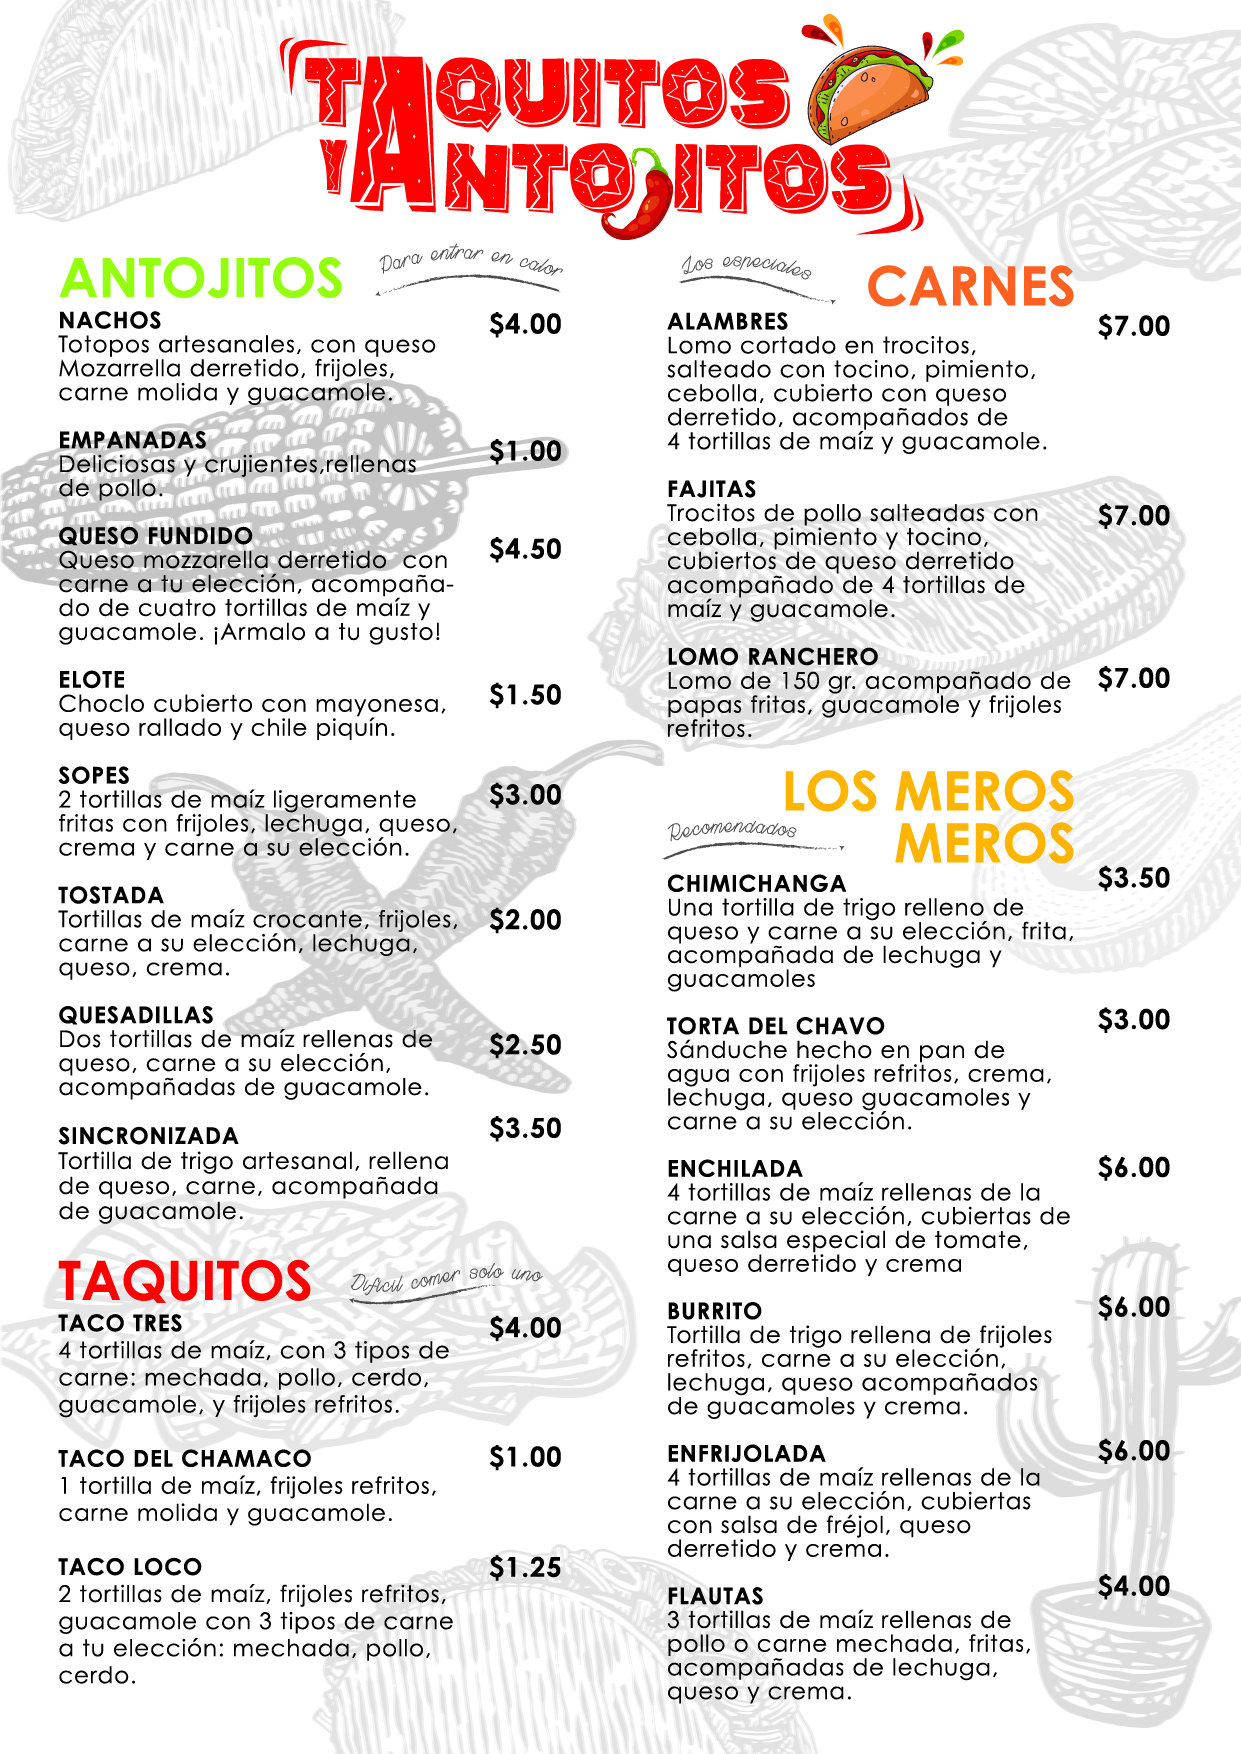 TAQUITOS
Y ANTOJITOS
ANTOJITOS
Para entrar en calor
NACHOS $4.00
Totopos artesanales, con queso
Mozarrella derretido, frijoles,
carne molida y guacamole.
EMPANADAS $1.00
Deliciosas y crujientes,rellenas
de pollo.
QUESO FUNDIDO $4.50
Queso mozzarella derretido con
carne a tu elección, acompaña-
do de cuatro tortillas de maíz y
guacamole. ¡Armalo a tu gusto!
ELOTE $1.50
Choclo cubierto con mayonesa,
queso rallado y chile piquín.
SOPES $3.00
2 tortillas de maíz ligeramente
fritas con frijoles, lechuga, queso,
crema y carne a su elección.
TOSTADA $2.00
Tortillas de maíz crocante, frijoles,
carne a su elección, lechuga,
queso, crema.
QUESADILLAS $2.50
Dos tortillas de maíz rellenas de
queso, carne a su elección,
acompañadas de guacamole.
SINCRONIZADA $3.50
Tortilla de trigo artesanal, rellena
de queso, carne, acompañada
de guacamole.
TAQUITOS
Dificil comer solo uno
TACO TRES $4.00
4 tortillas de maíz, con 3 tipos de
carne: mechada, pollo, cerdo,
guacamole, y frijoles refritos.
TACO DEL CHAMACO $1.00
1 tortilla de maíz, frijoles refritos,
carne molida y guacamole.
TACO LOCO $1.25
2 tortillas de maíz, frijoles refritos,
guacamole con 3 tipos de carne
a tu elección: mechada, pollo,
cerdo.
Los especiales
CARNES
ALAMBRES $7.00
Lomo cortado en trocitos,
salteado con tocino, pimiento,
cebolla, cubierto con queso
derretido, acompañados de
4 tortillas de maíz y guacamole.
FAJITAS $7.00
Trocitos de pollo salteadas con
cebolla, pimiento y tocino,
cubiertos de queso derretido
acompañado de 4 tortillas de
maíz y guacamole.
LOMO RANCHERO $7.00
Lomo de 150 gr. acompañado de
papas fritas, guacamole y frijoles
refritos.
LOS MEROS
MEROS
Recomendados
CHIMICHANGA $3.50
Una tortilla de trigo relleno de
queso y carne a su elección, frita,
acompañada de lechuga y
guacamoles
TORTA DEL CHAVO $3.00
Sánduche hecho en pan de
agua con frijoles refritos, crema,
lechuga, queso guacamoles y
carne a su elección.
ENCHILADA $6.00
4 tortillas de maíz rellenas de la
carne a su elección, cubiertas de
una salsa especial de tomate,
queso derretido y crema
BURRITO $6.00
Tortilla de trigo rellena de frijoles
refritos, carne a su elección,
lechuga, queso acompañados
de guacamoles y crema.
ENFRIJOLADA $6.00
4 tortillas de maíz rellenas de la
carne a su elección, cubiertas
con salsa de fréjol, queso
derretido y crema.
FLAUTAS $4.00
3 tortillas de maíz rellenas de
pollo o carne mechada, fritas,
acompañadas de lechuga,
queso y crema.